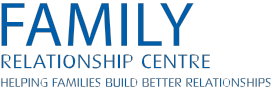 FAMILY
RELATIONSHIP CENTRE
HELPING FAMILIES BUILD BETTER RELATIONSHIPS